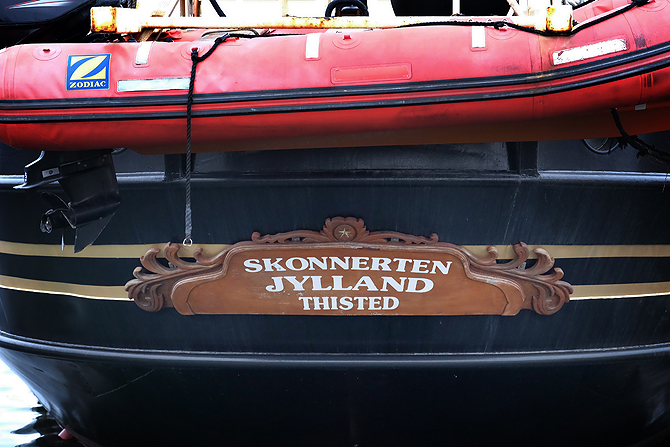 ZODIAC
SKONNERTEN
JYLLAND
THISTED